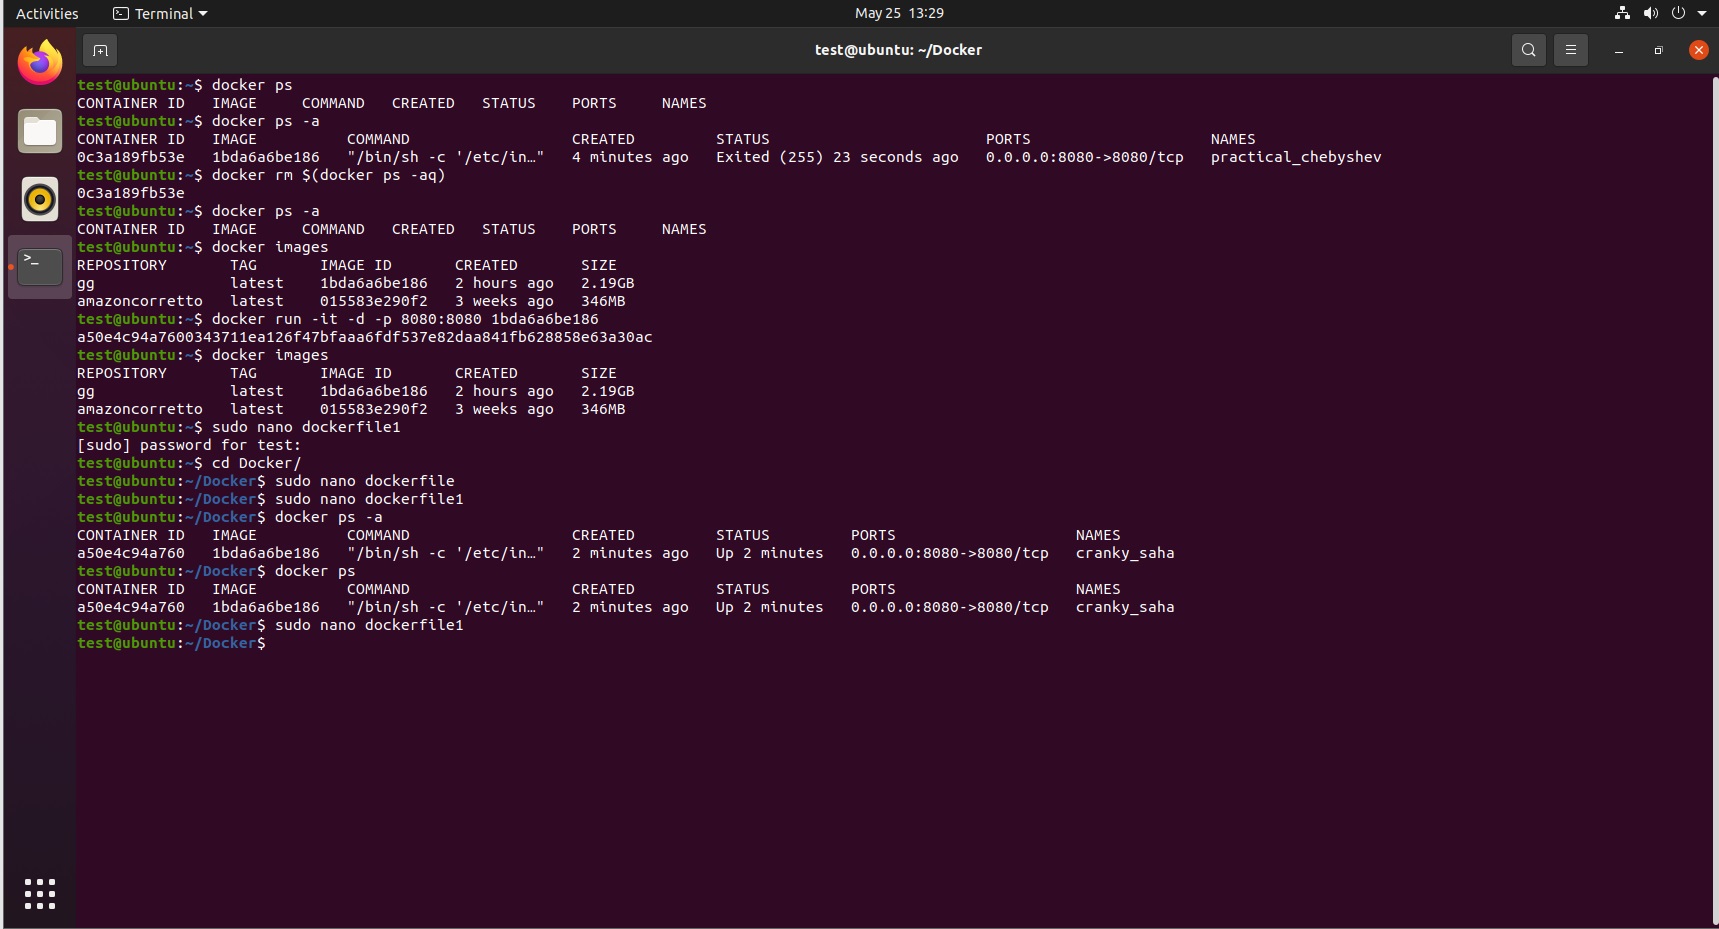 Activities Terminal May 25 13:29
test@ubuntu: ~/Docker
test@ubuntu:~$ docker ps
CONTAINER ID   IMAGE     COMMAND   CREATED   STATUS    PORTS     NAMES
test@ubuntu:~$ docker ps -a
CONTAINER ID   IMAGE          COMMAND                  CREATED         STATUS                        PORTS                    NAMES
0c3a189fb53e   1bda6a6be186   "/bin/sh -c '/etc/in…"   4 minutes ago   Exited (255) 23 seconds ago   0.0.0.0:8080->8080/tcp   practical_chebyshev
test@ubuntu:~$ docker rm $(docker ps -aq)
0c3a189fb53e
test@ubuntu:~$ docker ps -a
CONTAINER ID   IMAGE     COMMAND   CREATED   STATUS    PORTS     NAMES
test@ubuntu:~$ docker images
REPOSITORY       TAG       IMAGE ID       CREATED       SIZE
gg               latest    1bda6a6be186   2 hours ago   2.19GB
amazoncorretto   latest    015583e290f2   3 weeks ago   346MB
test@ubuntu:~$ docker run -it -d -p 8080:8080 1bda6a6be186
a50e4c94a7600343711ea126f47bfaaa6fdf537e82daa841fb628858e63a30ac
test@ubuntu:~$ docker images
REPOSITORY       TAG       IMAGE ID       CREATED       SIZE
gg               latest    1bda6a6be186   2 hours ago   2.19GB
amazoncorretto   latest    015583e290f2   3 weeks ago   346MB
test@ubuntu:~$ sudo nano dockerfile1
[sudo] password for test:
test@ubuntu:~$ cd Docker/
test@ubuntu:~/Docker$ sudo nano dockerfile
test@ubuntu:~/Docker$ sudo nano dockerfile1
test@ubuntu:~/Docker$ docker ps -a
CONTAINER ID   IMAGE          COMMAND                  CREATED         STATUS         PORTS                    NAMES
a50e4c94a760   1bda6a6be186   "/bin/sh -c '/etc/in…"   2 minutes ago   Up 2 minutes   0.0.0.0:8080->8080/tcp   cranky_saha
test@ubuntu:~/Docker$ docker ps
CONTAINER ID   IMAGE          COMMAND                  CREATED         STATUS         PORTS                    NAMES
a50e4c94a760   1bda6a6be186   "/bin/sh -c '/etc/in…"   2 minutes ago   Up 2 minutes   0.0.0.0:8080->8080/tcp   cranky_saha
test@ubuntu:~/Docker$ sudo nano dockerfile1
test@ubuntu:~/Docker$